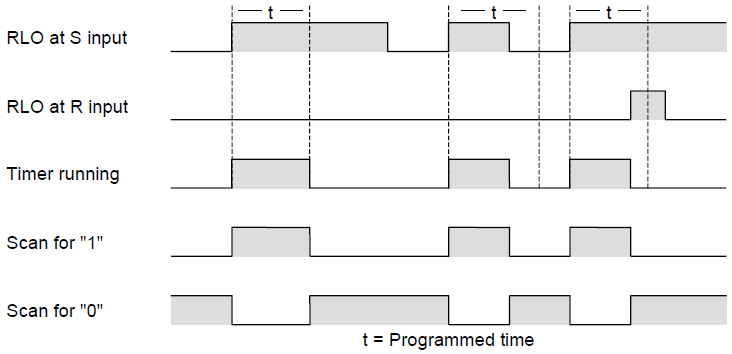 t t t
RLO at S input
RLO at R input
Timer running
Scan for "1"
Scan for "0"
t = Programmed time